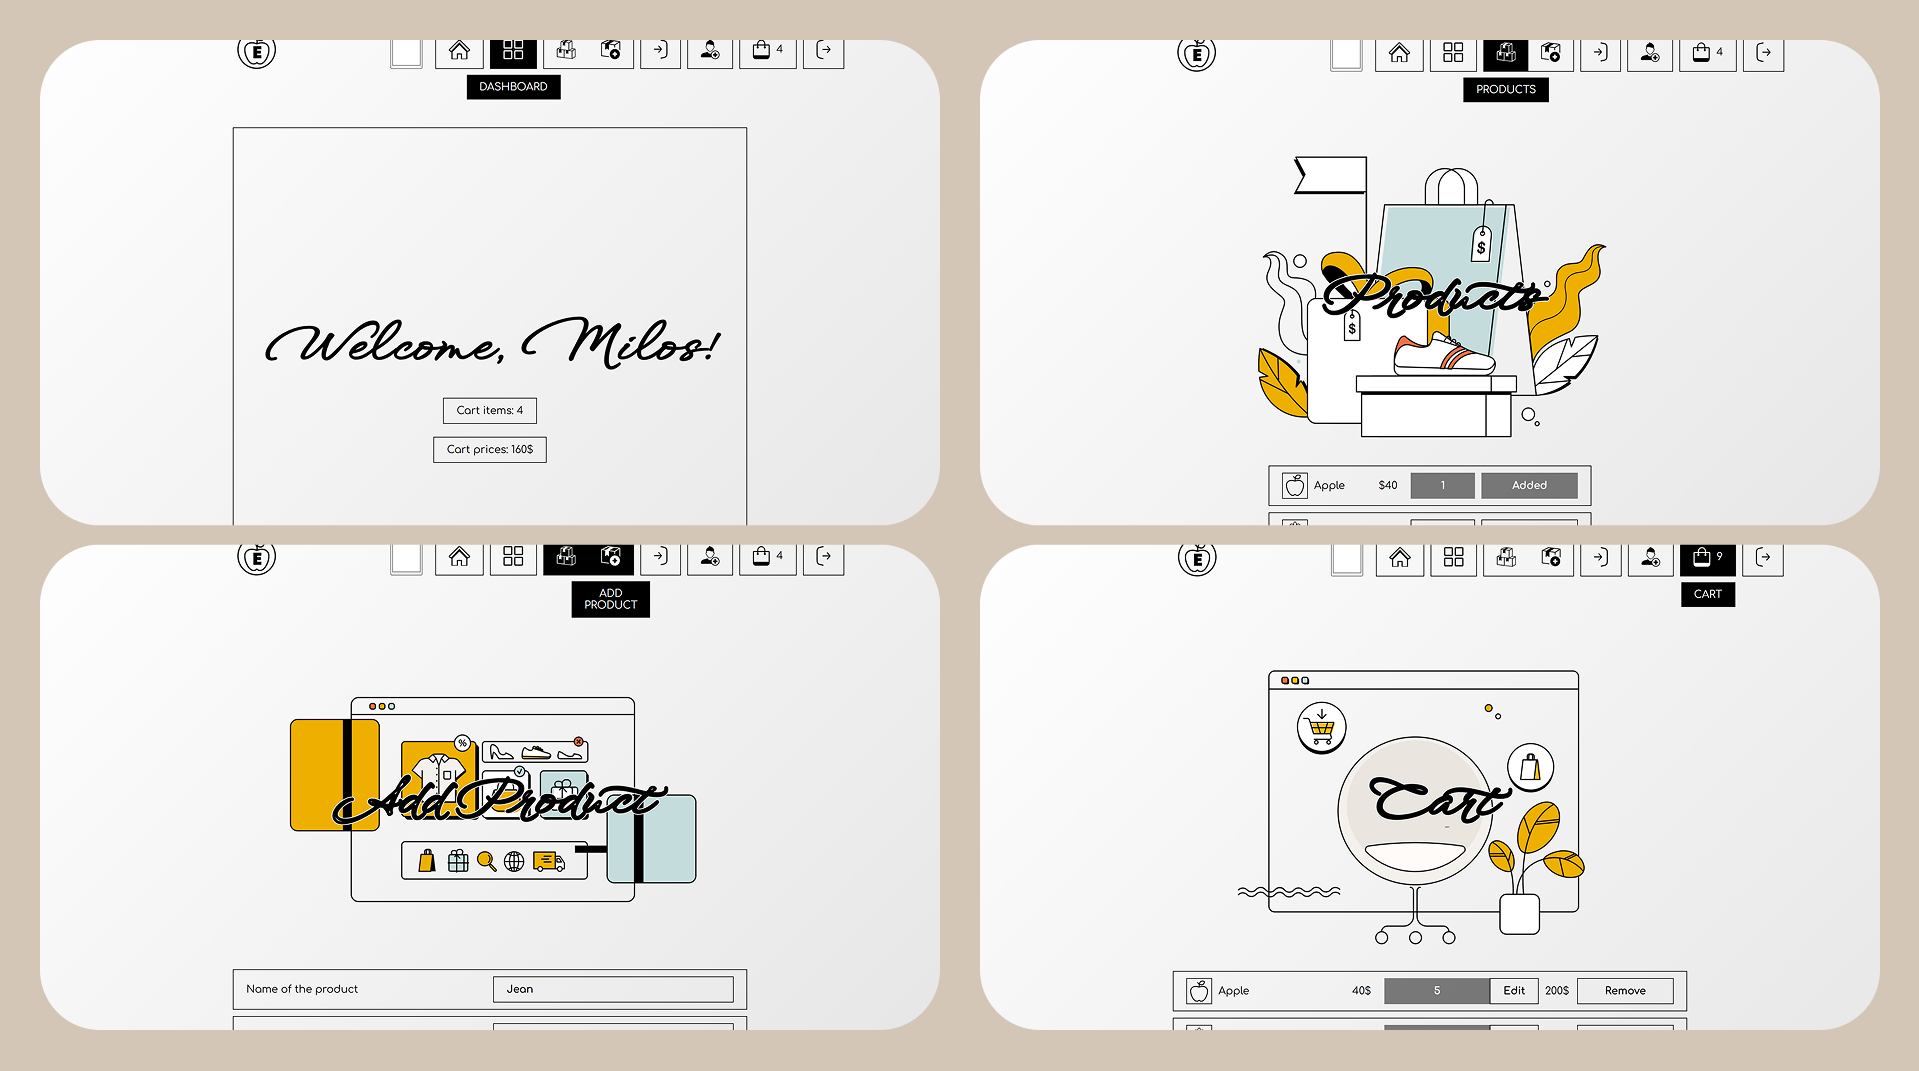 E
4
DASHBOARD
Welcome, Milos!
Cart items: 4
Cart prices: 160$
E
4
PRODUCTS
$
$
Products
Apple $40 1 Added
E
4
ADD
PRODUCT
%
Add Product
Name of the product Jean
E
9
CART
Cart
Apple 40$ 5 Edit 200$ Remove